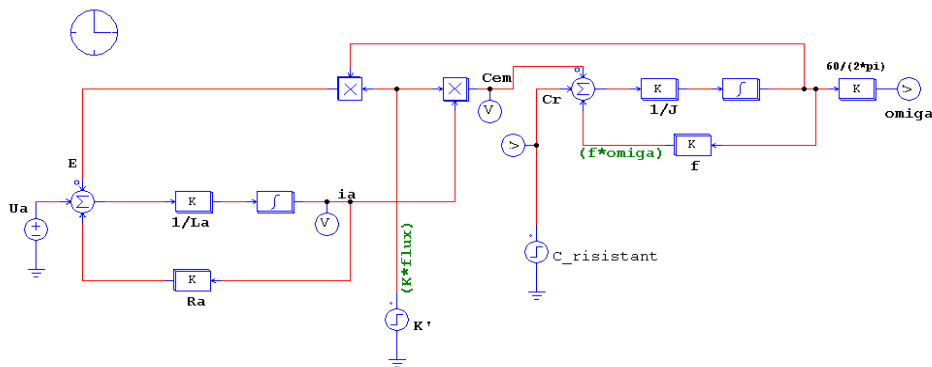 60/(2*pi)
Cem
K
Cr
K
1/J
omiga
(f*omiga)
K
f
E
ia
Ua
K
1/La
V
V
V
V
(K*flux)
C_risistant
K
Ra
K'